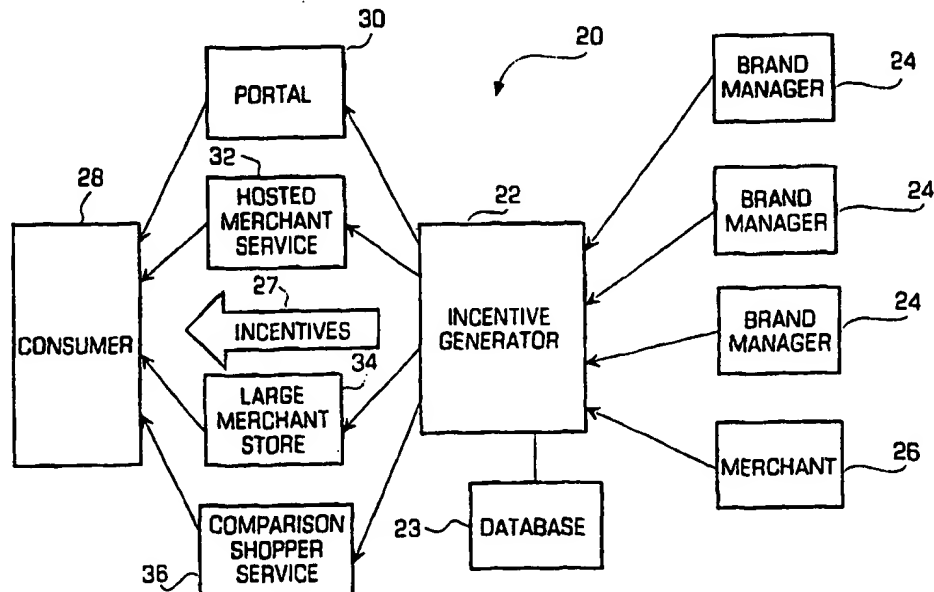 30
20
PORTAL
BRAND
MANAGER
24
32
28
HOSTED
MERCHANT
SERVICE
22
BRAND
MANAGER
24
27
INCENTIVES
CONSUMER
INCENTIVE
GENERATOR
BRAND
MANAGER
24
34
LARGE
MERCHANT
STORE
MERCHANT
26
COMPARISON
SHOPPER
SERVICE
36
23
DATABASE